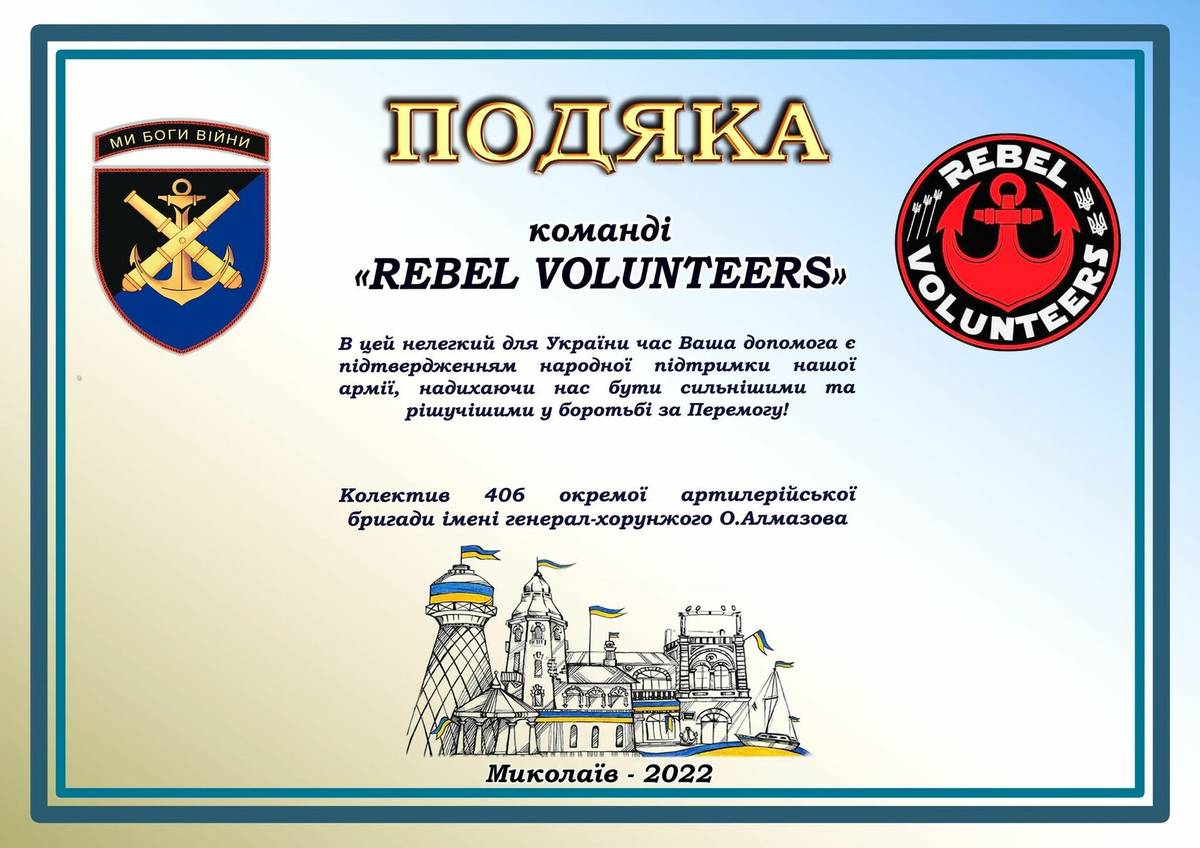 ПОДЯКА
МИ БОГИ ВІЙНИ
REBEL
VOLUNTEERS
команді
«REBEL VOLUNTEERS»
В цей нелегкий для України час Ваша допомога є
підтвердженням народної підтримки нашої
армії, надихаючи нас бути сильнішими та
рішучішими у боротьбі за Перемогу!
Колектив 406 окремої артилерійської
бригади імені генерал-хорунжого О.Алмазова
Миколаїв - 2022